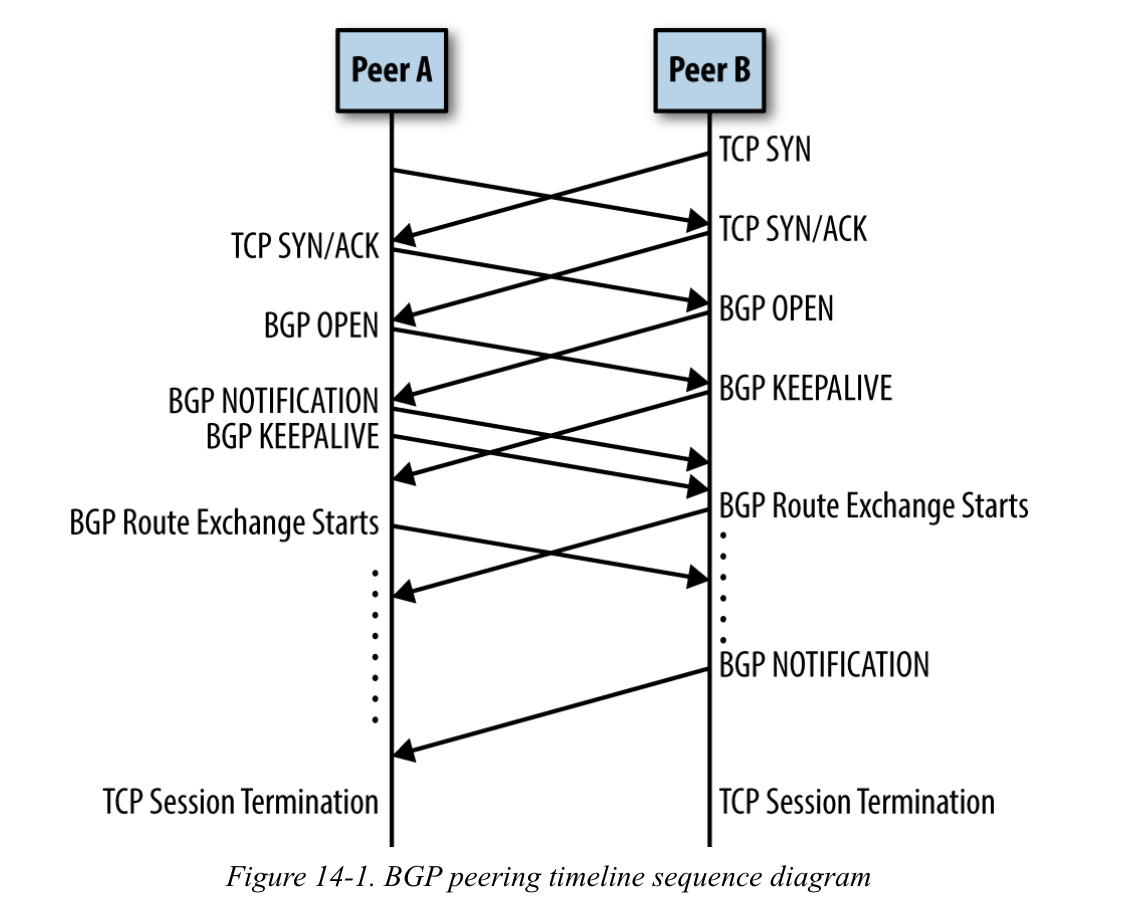 Peer A
Peer B
TCP SYN
TCP SYN/ACK
TCP SYN/ACK
BGP OPEN
BGP OPEN
BGP KEEPALIVE
BGP NOTIFICATION
BGP KEEPALIVE
BGP Route Exchange Starts
BGP Route Exchange Starts
BGP NOTIFICATION
TCP Session Termination
TCP Session Termination
Figure 14-1. BGP peering timeline sequence diagram